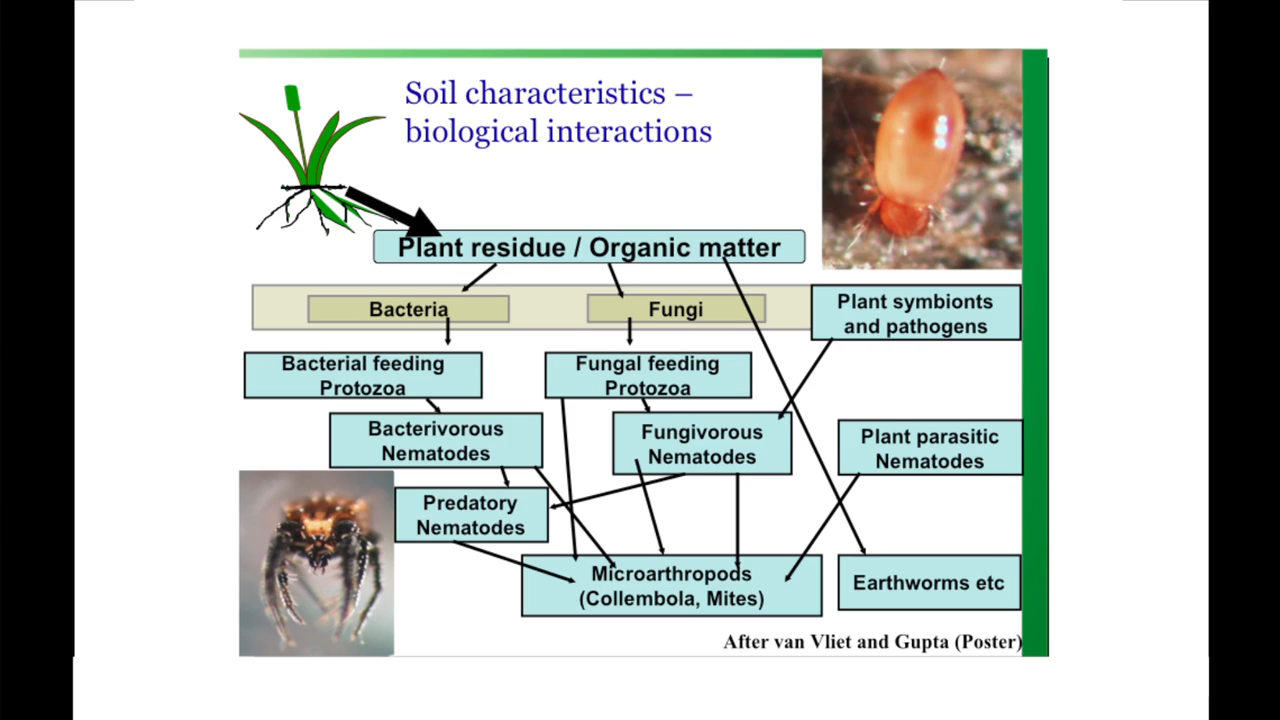 Soil characteristics –
biological interactions
Plant residue / Organic matter
Bacteria
Fungi
Plant symbionts
and pathogens
Bacterial feeding
Protozoa
Fungal feeding
Protozoa
Bacterivorous
Nematodes
Fungivorous
Nematodes
Plant parasitic
Nematodes
Predatory
Nematodes
Microarthropods
(Collembola, Mites)
Earthworms etc
After van Vliet and Gupta (Poster)